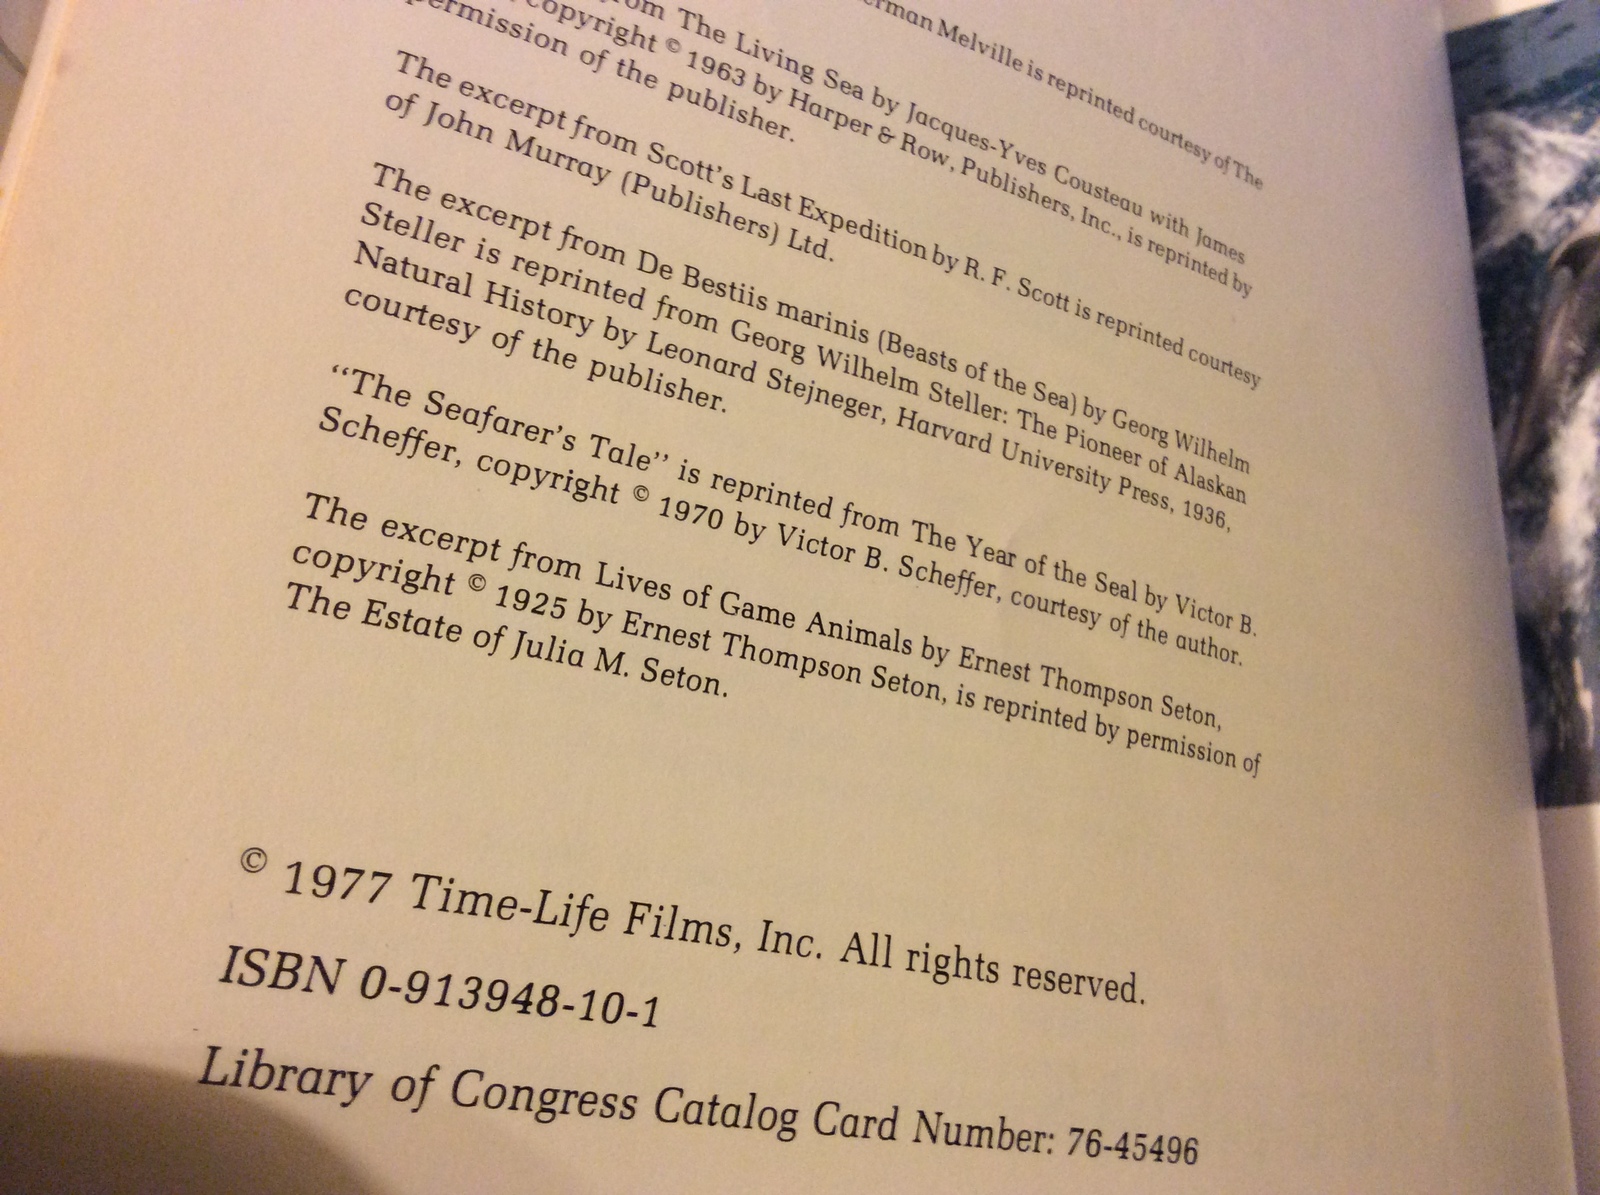 erman Melville is reprinted courtesy of The
from The Living Sea by Jacques-Yves Cousteau with James
copyright © 1963 by Harper & Row, Publishers, Inc., is reprinted by
permission of the publisher.
The excerpt from Scott's Last Expedition by R. F. Scott is reprinted courtesy
of John Murray (Publishers) Ltd.
The excerpt from De Bestiis marinis (Beasts of the Sea) by Georg Wilhelm
Steller is reprinted from Georg Wilhelm Steller: The Pioneer of Alaskan
Natural History by Leonard Stejneger, Harvard University Press, 1936,
courtesy of the publisher.
“The Seafarer's Tale” is reprinted from The Year of the Seal by Victor B.
Scheffer, copyright © 1970 by Victor B. Scheffer, courtesy of the author.
The excerpt from Lives of Game Animals by Ernest Thompson Seton,
copyright © 1925 by Ernest Thompson Seton, is reprinted by permission of
The Estate of Julia M. Seton.
© 1977 Time-Life Films, Inc. All rights reserved.
ISBN 0-913948-10-1
Library of Congress Catalog Card Number: 76-45496